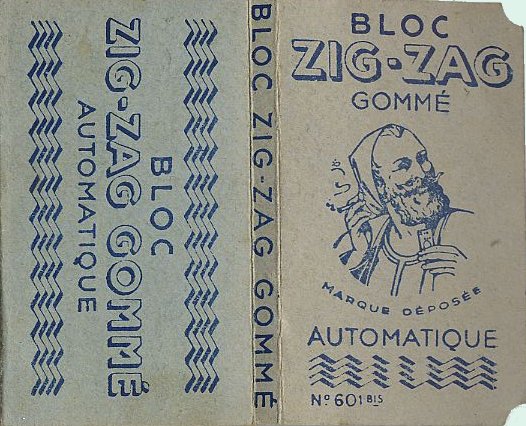 BLOC
ZIG-ZAG GOMMÉ
AUTOMATIQUE
BLOC ZIG-ZAG GOMMÉ
BLOC
ZIG-ZAG
GOMMÉ
MARQUE DÉPOSÉE
AUTOMATIQUE
Nº 601 BIS